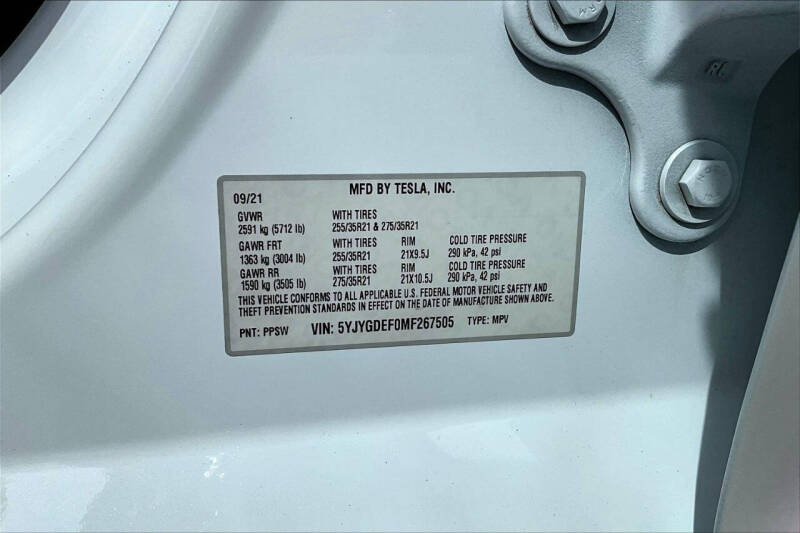 MFD BY TESLA, INC.
09/21
GVWR WITH TIRES
2591 kg (5712 lb) 255/35R21 & 275/35R21
GAWR FRT WITH TIRES RIM COLD TIRE PRESSURE
1363 kg (3004 lb) 255/35R21 21X9.5J 290 kPa, 42 psi
GAWR RR WITH TIRES RIM COLD TIRE PRESSURE
1590 kg (3505 lb) 275/35R21 21X10.5J 290 kPa, 42 psi
THIS VEHICLE CONFORMS TO ALL APPLICABLE U.S. FEDERAL MOTOR VEHICLE SAFETY AND
THEFT PREVENTION STANDARDS IN EFFECT ON THE DATE OF MANUFACTURE SHOWN ABOVE.
PNT: PPSW VIN: 5YJYGDEF0MF267505 TYPE: MPV